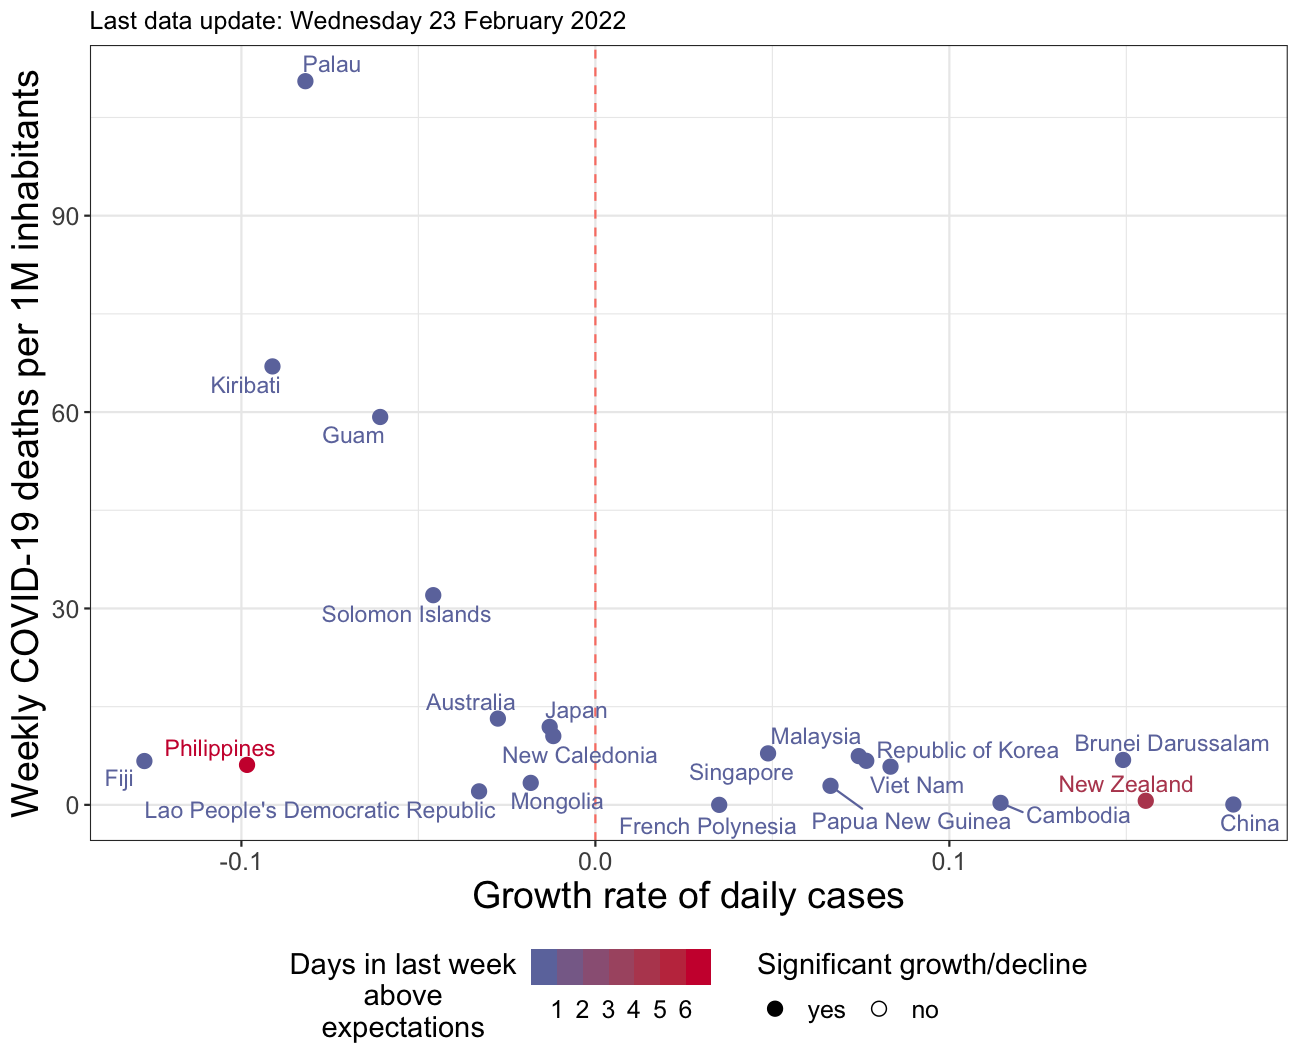 Last data update: Wednesday 23 February 2022
Weekly COVID-19 deaths per 1M inhabitants
90
60
30
0
Palau
Kiribati
Guam
Solomon Islands
Australia
Japan
New Caledonia
Philippines
Fiji
Lao People's Democratic Republic
Mongolia
Malaysia
Singapore
Republic of Korea
Viet Nam
Brunei Darussalam
New Zealand
French Polynesia
Papua New Guinea
Cambodia
China
-0.1
0.0
0.1
Growth rate of daily cases
Days in last week
above
expectations
1 2 3 4 5 6
Significant growth/decline
yes
no